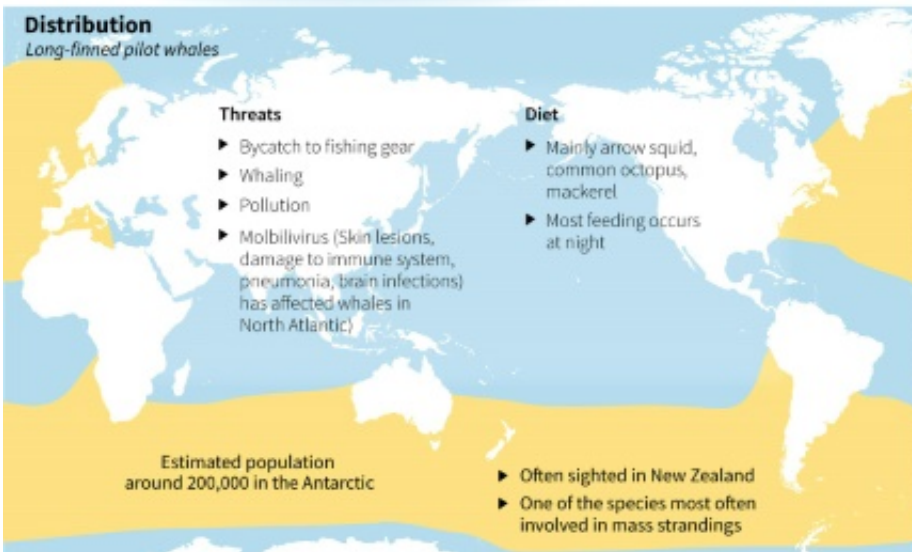 Distribution
Long-finned pilot whales
Threats
▶ Bycatch to fishing gear
▶ Whaling
▶ Pollution
▶ Molbilivirus (Skin lesions,
damage to immune system,
pneumonia, brain infections)
has affected whales in
North Atlantic)
Diet
▶ Mainly arrow squid,
common octopus,
mackerel
▶ Most feeding occurs
at night
Estimated population
around 200,000 in the Antarctic
▶ Often sighted in New Zealand
▶ One of the species most often
involved in mass strandings